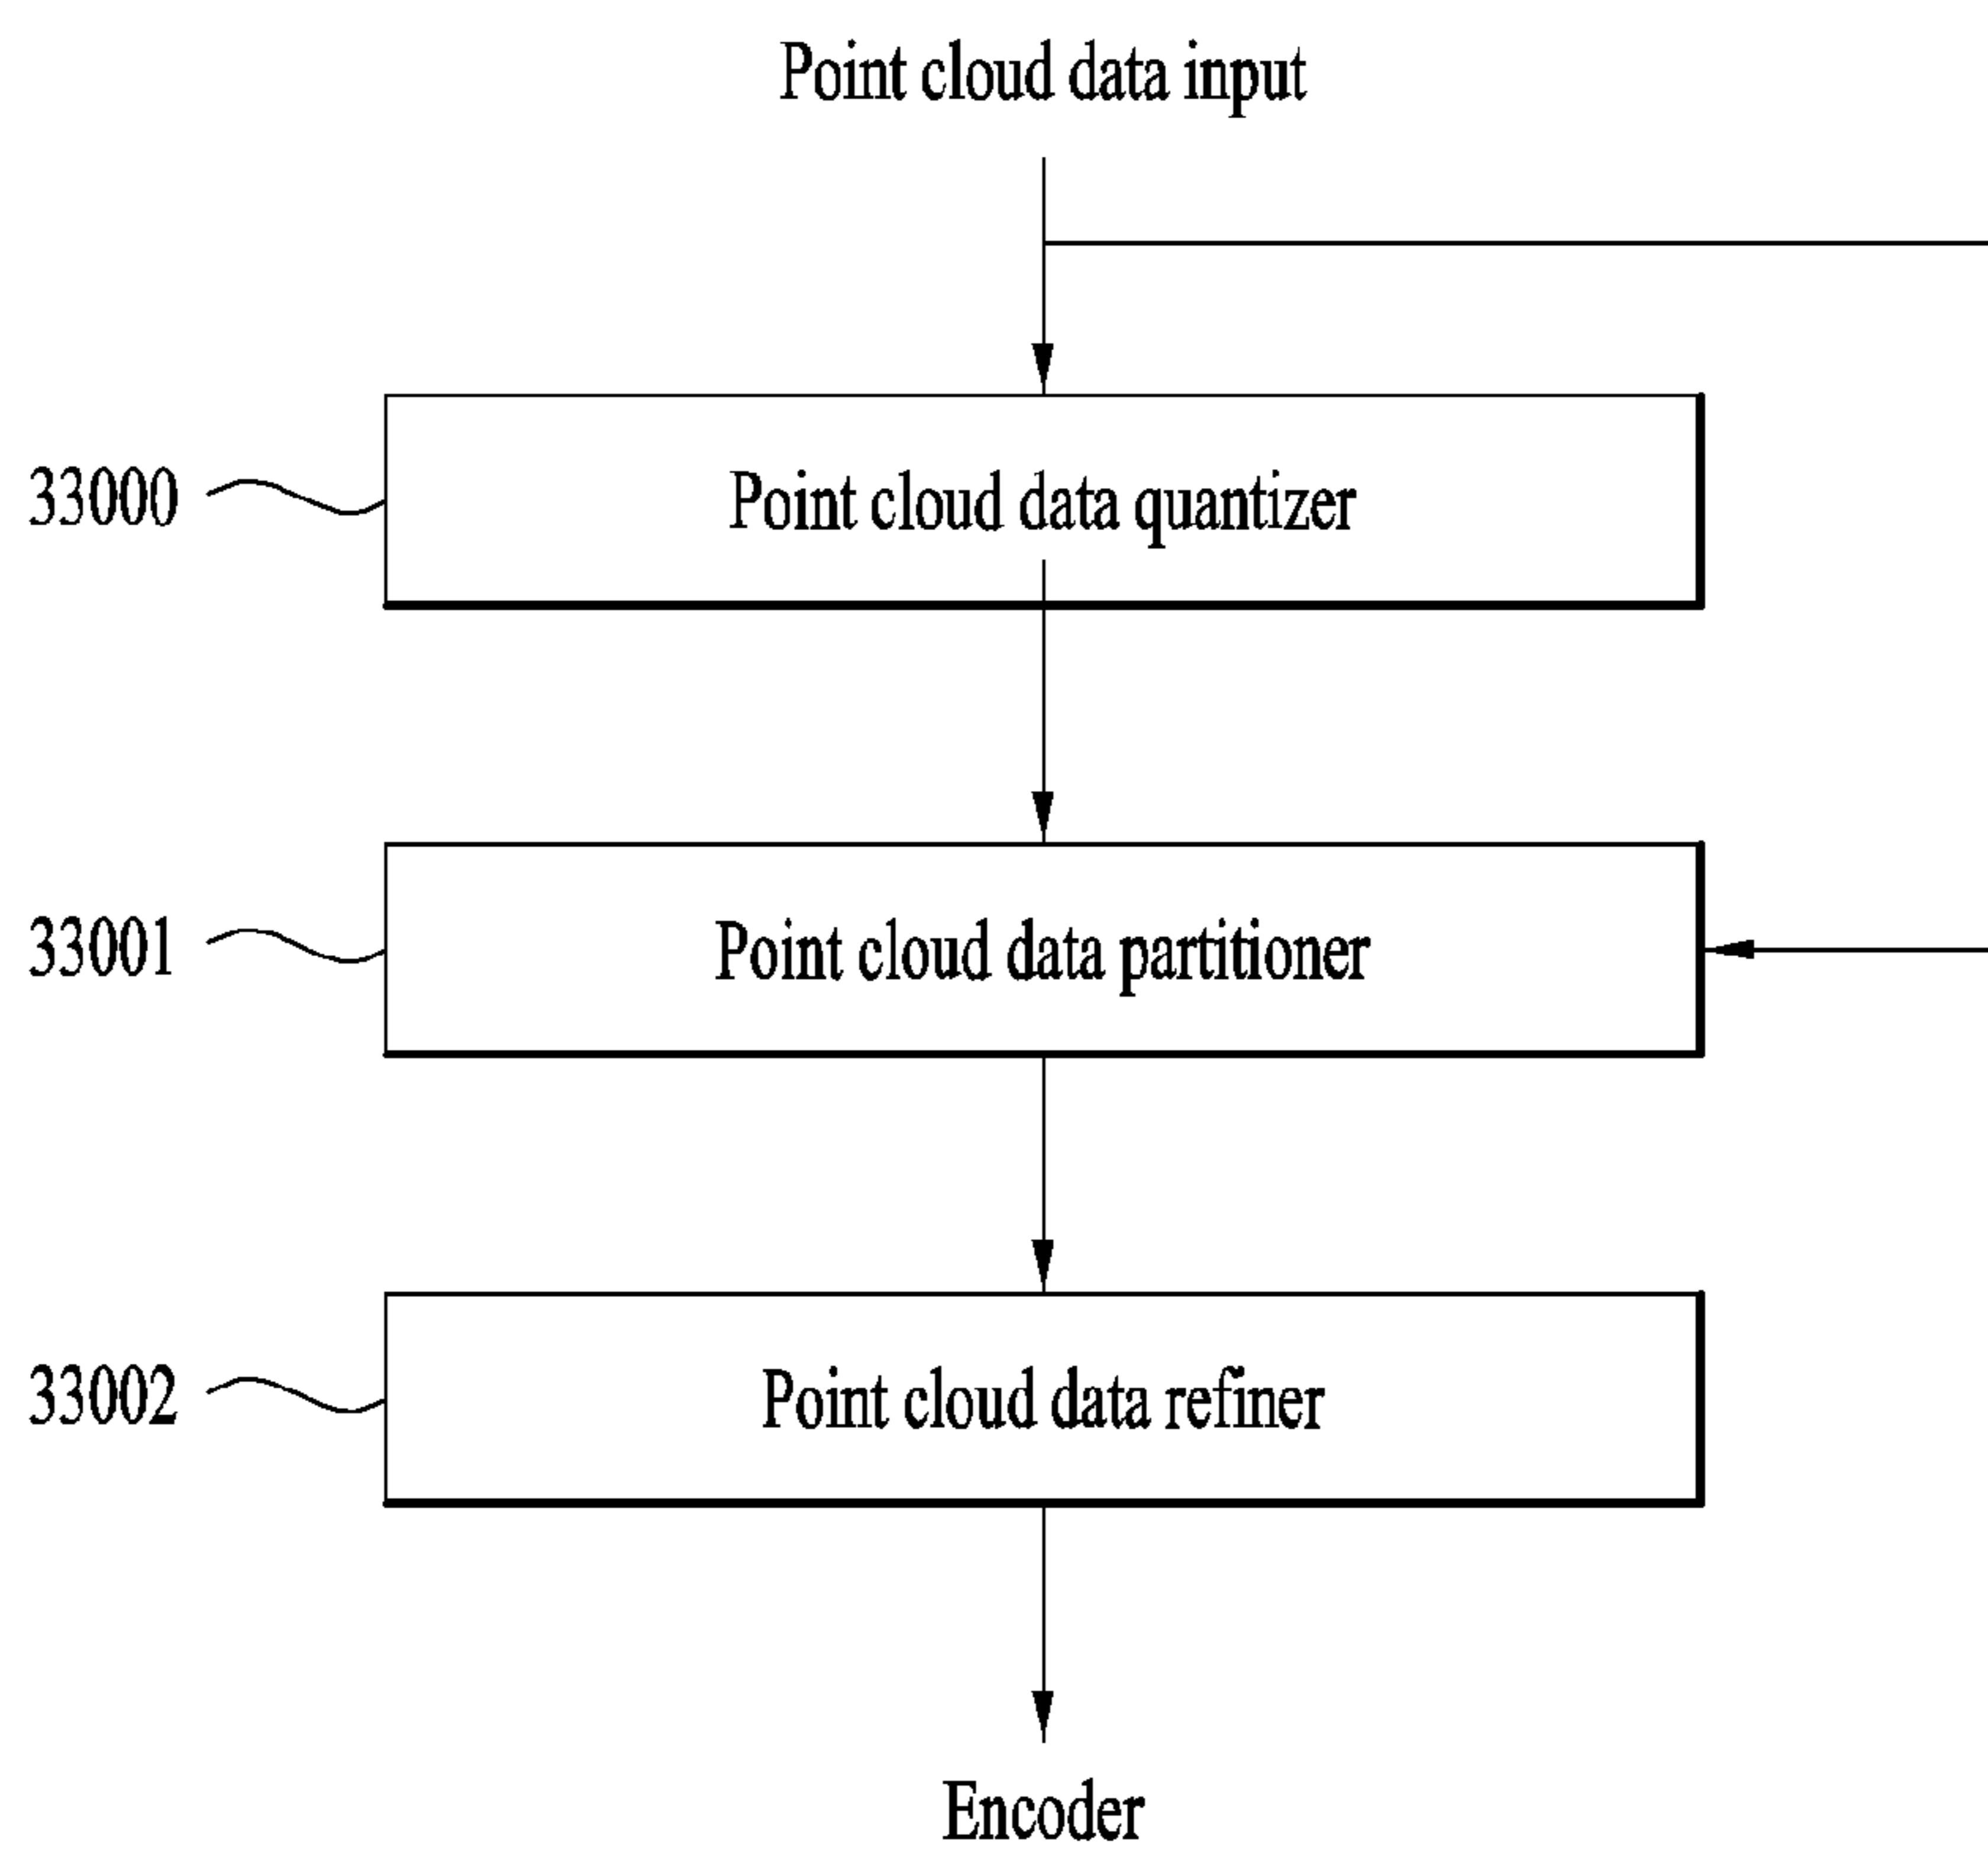 Point cloud data input
33000
Point cloud data quantizer
33001
Point cloud data partitioner
33002
Point cloud data refiner
Encoder